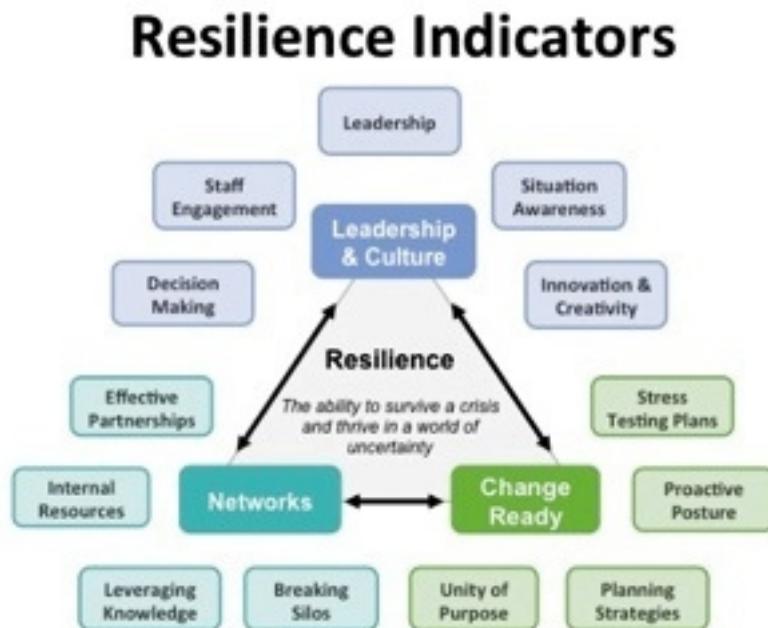 Resilience Indicators
Leadership
Staff
Engagement
Situation
Awareness
Leadership
& Culture
Decision
Making
Innovation &
Creativity
Resilience
The ability to survive a crisis
and thrive in a world of
uncertainty
Effective
Partnerships
Stress
Testing Plans
Internal
Resources
Networks
Change
Ready
Proactive
Posture
Leveraging
Knowledge
Breaking
Silos
Unity of
Purpose
Planning
Strategies